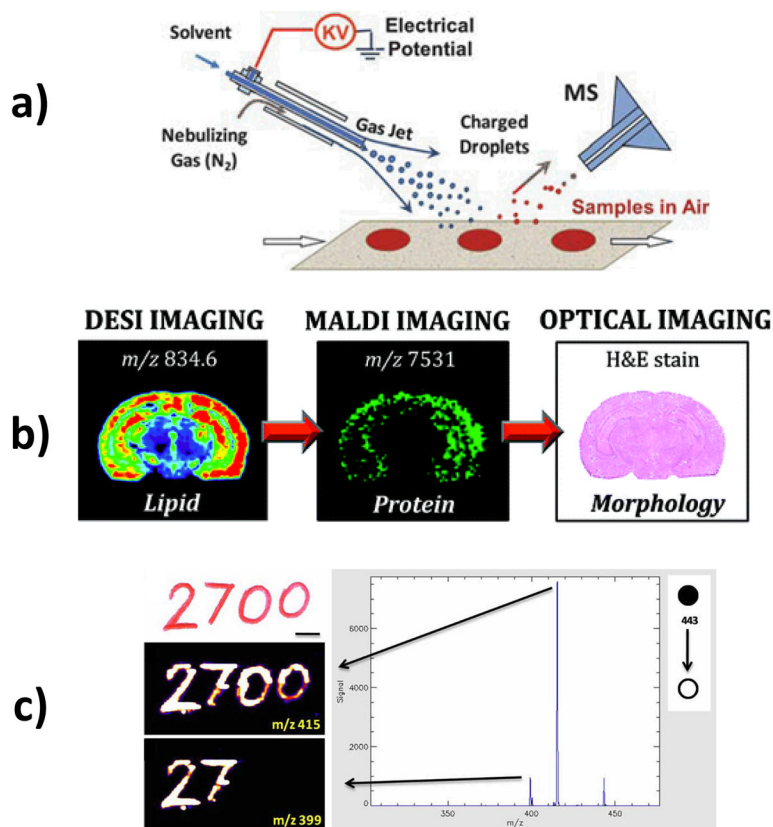 a)
Solvent
KV
Electrical
Potential
Nebulizing
Gas (N2)
Gas Jet
Charged
Droplets
MS
Samples in Air
b)
DESI IMAGING
m/z 834.6
Lipid
MALDI IMAGING
m/z 7531
Protein
OPTICAL IMAGING
H&E stain
Morphology
c)
2700
2700
m/z 415
27
m/z 399
Signal
6000
4000
2000
0
350
400
450
m/z
443